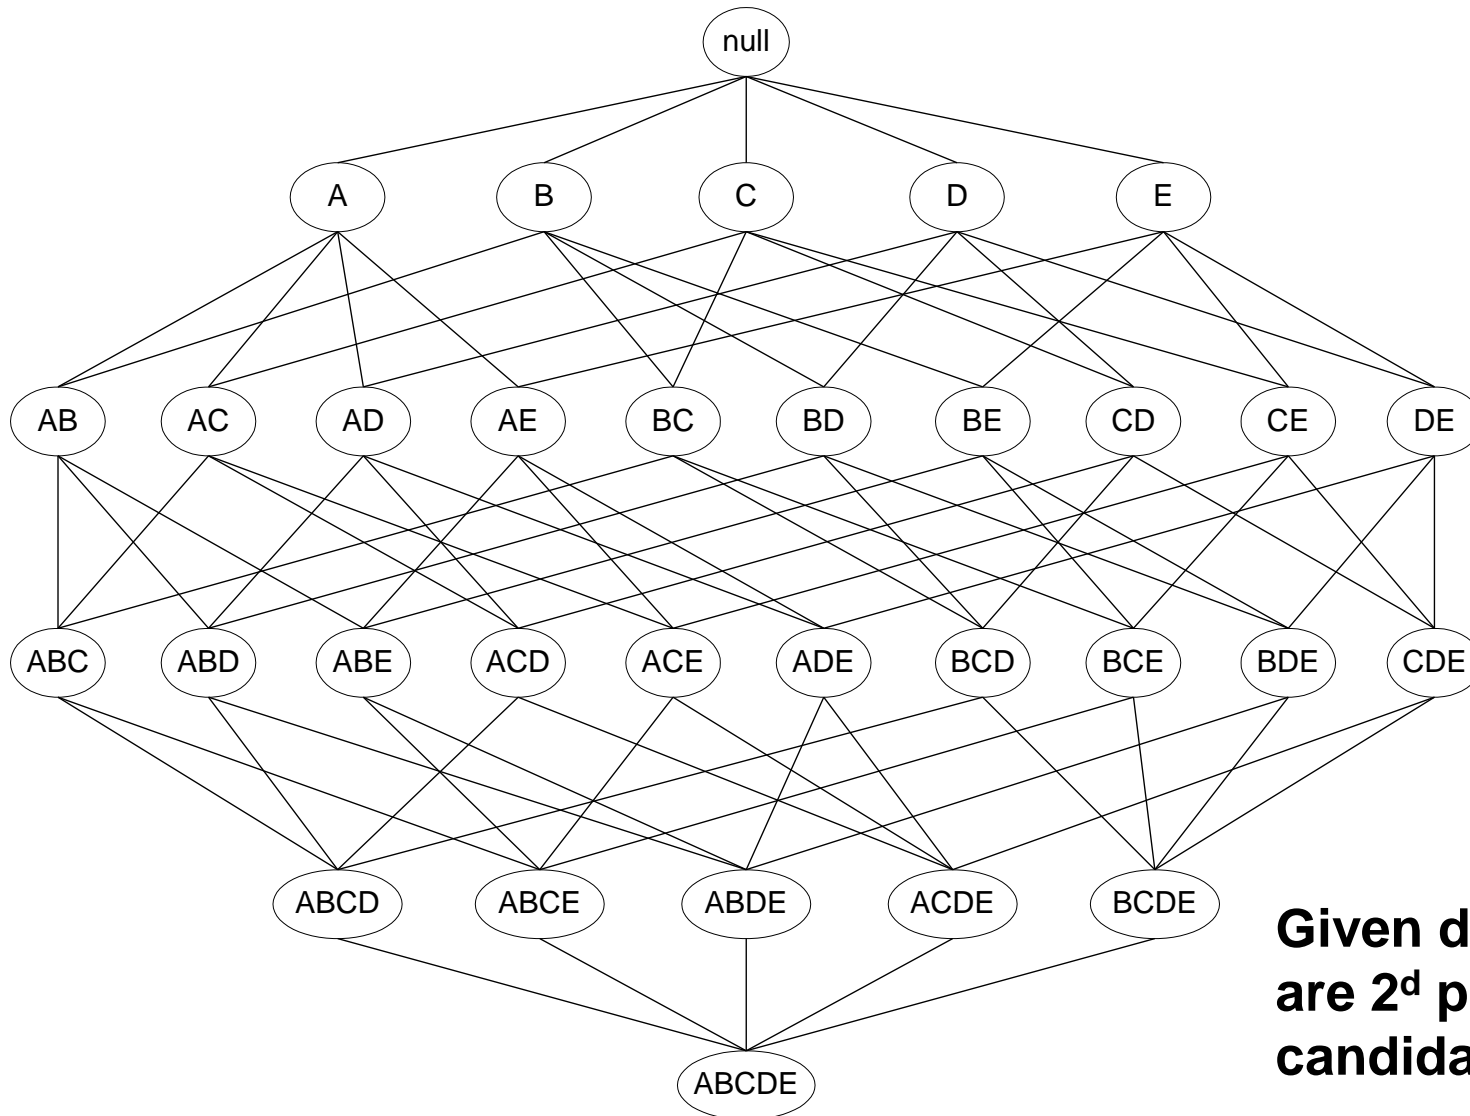 null
A B C D E
AB AC AD AE BC BD BE CD CE DE
ABC ABD ABE ACD ACE ADE BCD BCE BDE CDE
ABCD ABCE ABDE ACDE BCDE
ABCDE
Given d
are 2ᵈ p
candida